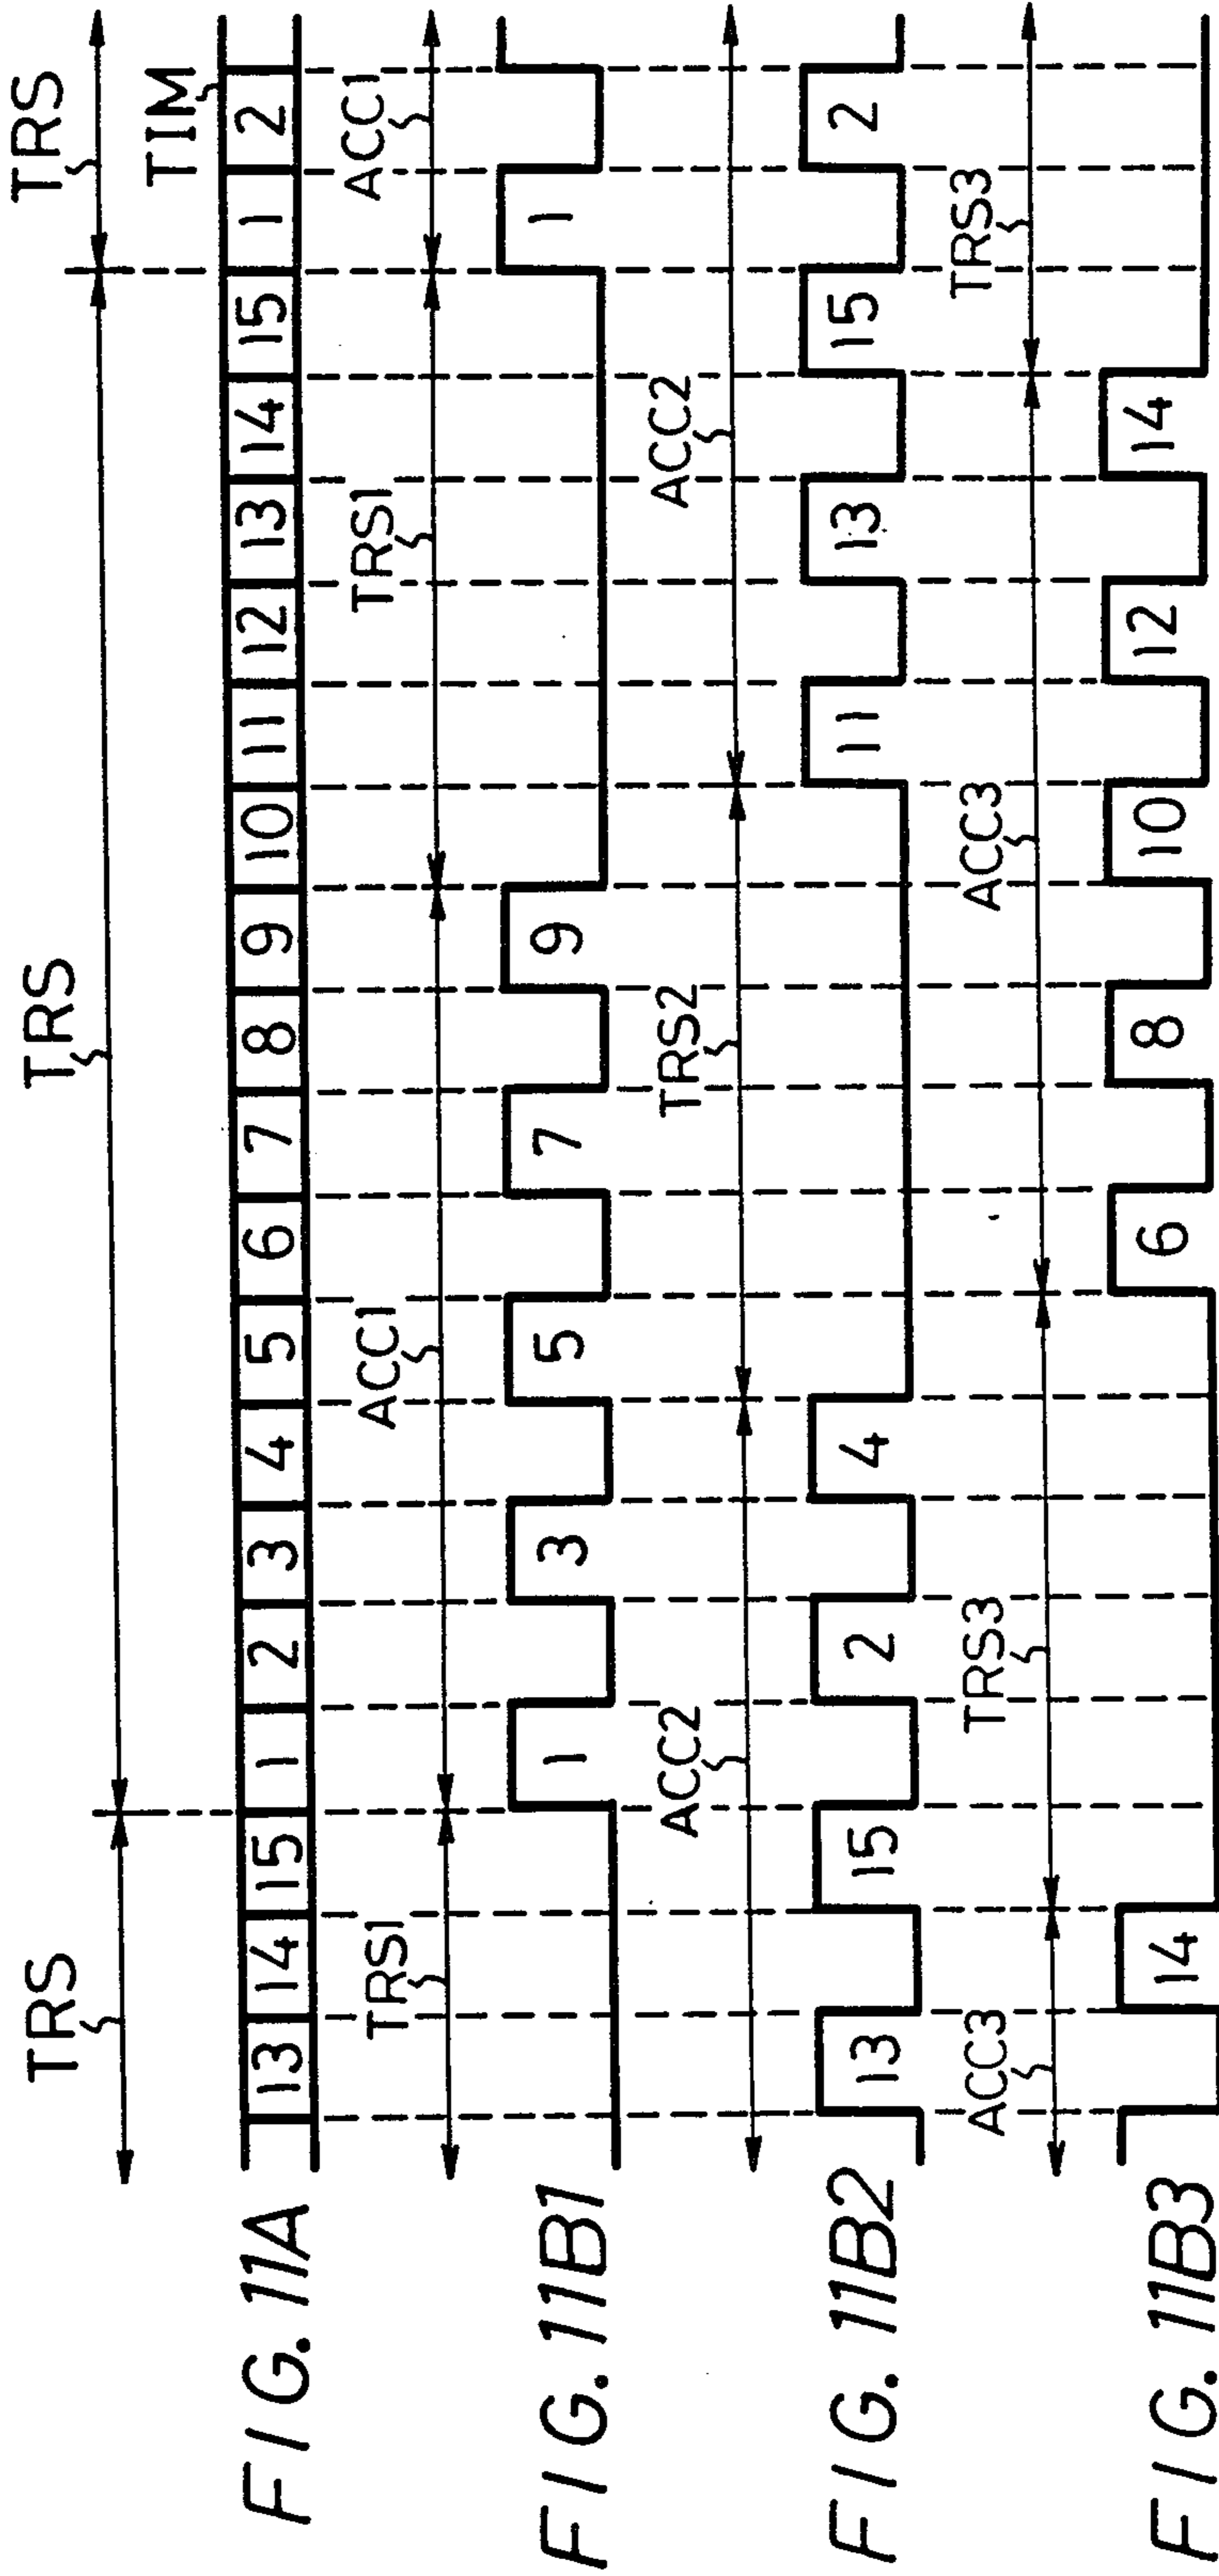 TRS TRS TRS
TIM
FIG. 11A 13 14 15 1 2 3 4 5 6 7 8 9 10 11 12 13 14 15 1 2
TRS1 ACC1 TRS1 ACC1
FIG. 11B1 1 3 5 7 9 1
ACC2 TRS2 ACC2
FIG. 11B2 13 15 2 4 11 13 15 2
ACC3 TRS3 ACC3 TRS3
FIG. 11B3 14 6 8 10 12 14